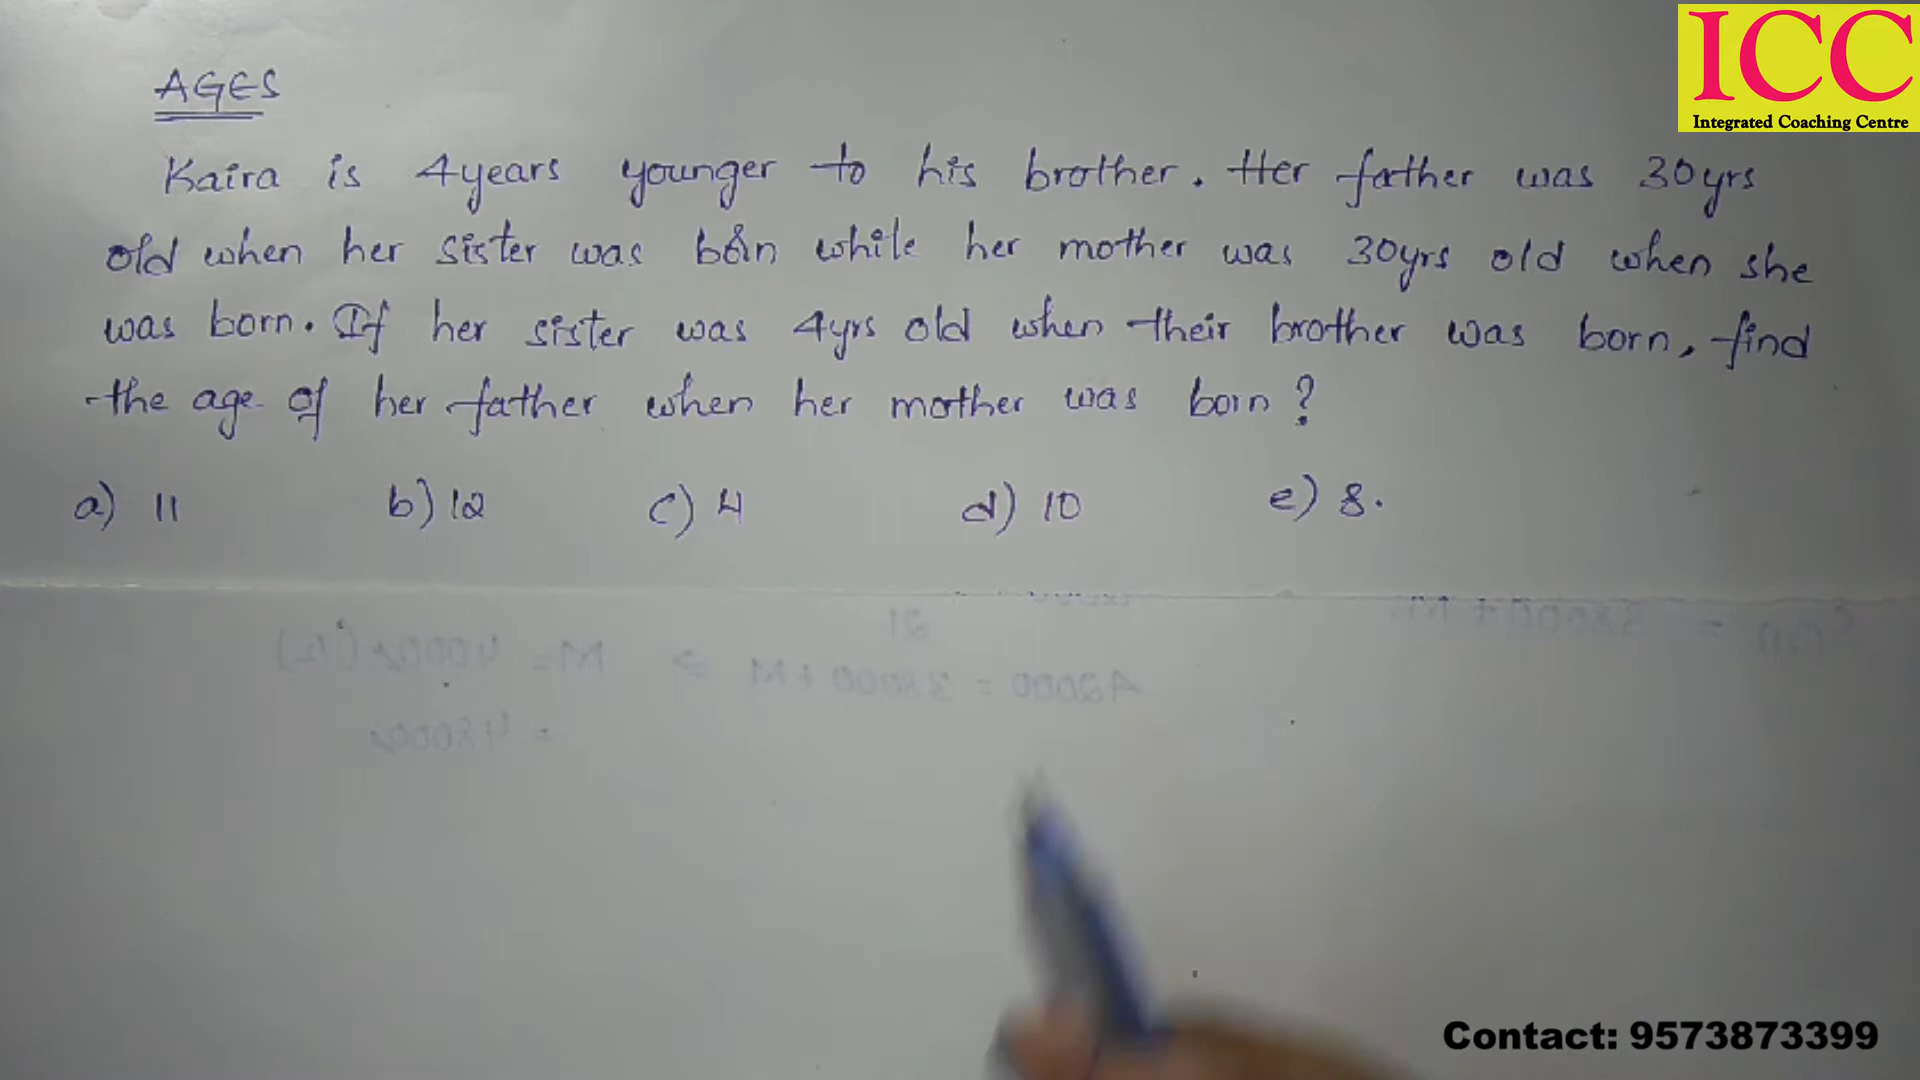 ICC
Integrated Coaching Centre
AGES
Kaira is 4years younger to his brother. Her father was 30yrs
old when her sister was born while her mother was 30yrs old when she
was born. If her sister was 4yrs old when their brother was born, find
the age of her father when her mother was born?
a) 11 b) 12 c) 4 d) 10 e) 8.
Contact: 9573873399